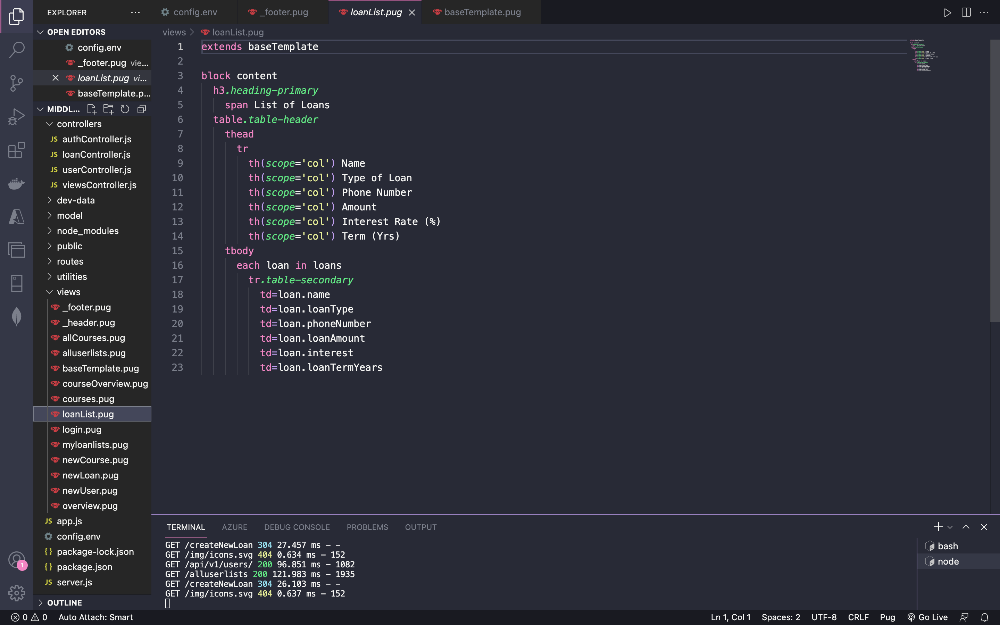 EXPLORER
config.env
_footer.pug
loanList.pug
baseTemplate.pug
OPEN EDITORS
config.env
_footer.pug vie...
loanList.pug vi...
baseTemplate.p...
MIDDL...
controllers
JS authController.js
JS loanController.js
JS userController.js
JS viewsController.js
dev-data
model
node_modules
public
routes
utilities
views
_footer.pug
_header.pug
allCourses.pug
alluserlists.pug
baseTemplate.pug
courseOverview.pug
courses.pug
loanList.pug
login.pug
myloanlists.pug
newCourse.pug
newLoan.pug
newUser.pug
overview.pug
JS app.js
config.env
{} package-lock.json
{} package.json
JS server.js
OUTLINE
1
views > loanList.pug
1 extends baseTemplate
2
3 block content
4 h3.heading-primary
5 span List of Loans
6 table.table-header
7 thead
8 tr
9 th(scope='col') Name
10 th(scope='col') Type of Loan
11 th(scope='col') Phone Number
12 th(scope='col') Amount
13 th(scope='col') Interest Rate (%)
14 th(scope='col') Term (Yrs)
15 tbody
16 each loan in loans
17 tr.table-secondary
18 td=loan.name
19 td=loan.loanType
20 td=loan.phoneNumber
21 td=loan.loanAmount
22 td=loan.interest
23 td=loan.loanTermYears
TERMINAL AZURE DEBUG CONSOLE PROBLEMS OUTPUT
GET /createNewLoan 304 27.457 ms - -
GET /img/icons.svg 404 0.634 ms - 152
GET /api/v1/users/ 200 96.851 ms - 1082
GET /alluserlists 200 121.983 ms - 1935
GET /createNewLoan 304 26.103 ms - -
GET /img/icons.svg 404 0.637 ms - 152
bash
node
0 0 Auto Attach: Smart
Ln 1, Col 1 Spaces: 2 UTF-8 CRLF Pug Go Live